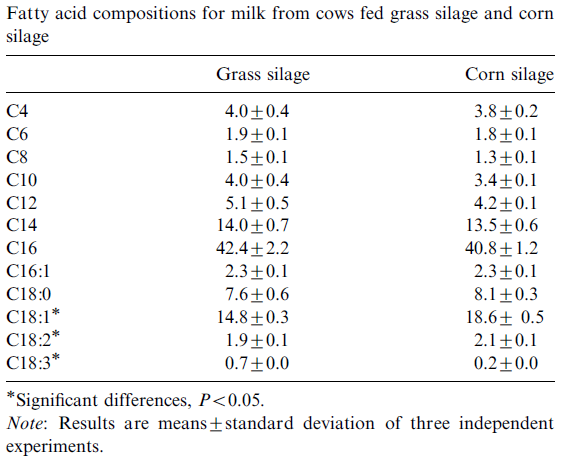 Fatty acid compositions for milk from cows fed grass silage and corn
silage
Grass silage Corn silage
C4 4.0±0.4 3.8±0.2
C6 1.9±0.1 1.8±0.1
C8 1.5±0.1 1.3±0.1
C10 4.0±0.4 3.4±0.1
C12 5.1±0.5 4.2±0.1
C14 14.0±0.7 13.5±0.6
C16 42.4±2.2 40.8±1.2
C16:1 2.3±0.1 2.3±0.1
C18:0 7.6±0.6 8.1±0.3
C18:1* 14.8±0.3 18.6± 0.5
C18:2* 1.9±0.1 2.1±0.1
C18:3* 0.7±0.0 0.2±0.0
*Significant differences, P<0.05.
Note: Results are means±standard deviation of three independent
experiments.